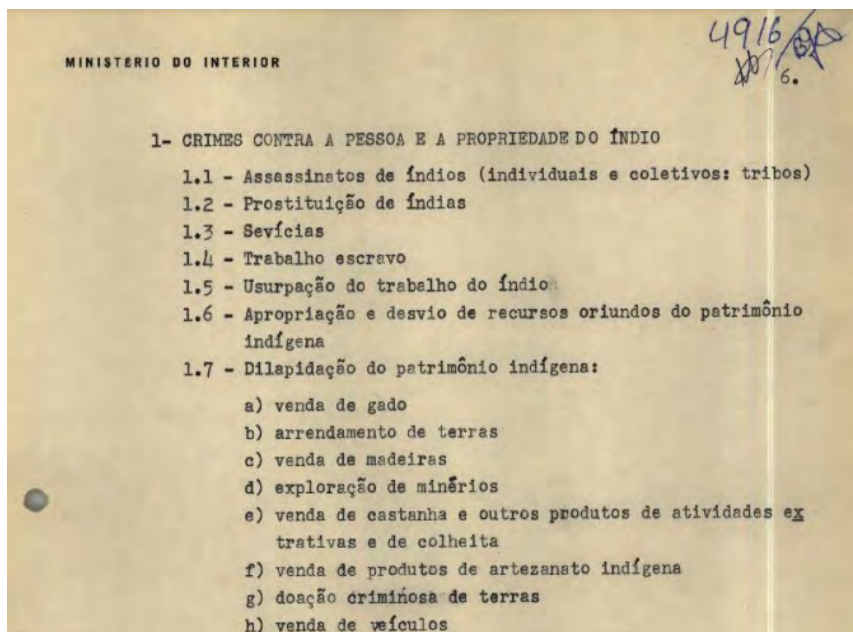 4916
MINISTÉRIO DO INTERIOR
6.
1- CRIMES CONTRA A PESSOA E A PROPRIEDADE DO ÍNDIO
1.1 - Assassinatos de índios (individuais e coletivos: tribos)
1.2 - Prostituição de índias
1.3 - Sevícias
1.4 - Trabalho escravo
1.5 - Usurpação do trabalho do índio
1.6 - Apropriação e desvio de recursos oriundos do patrimônio
indígena
1.7 - Dilapidação do patrimônio indígena:
a) venda de gado
b) arrendamento de terras
c) venda de madeiras
d) exploração de minérios
e) venda de castanha e outros produtos de atividades ex
trativas e de colheita
f) venda de produtos de artezanato indígena
g) doação criminosa de terras
h) venda de veículos